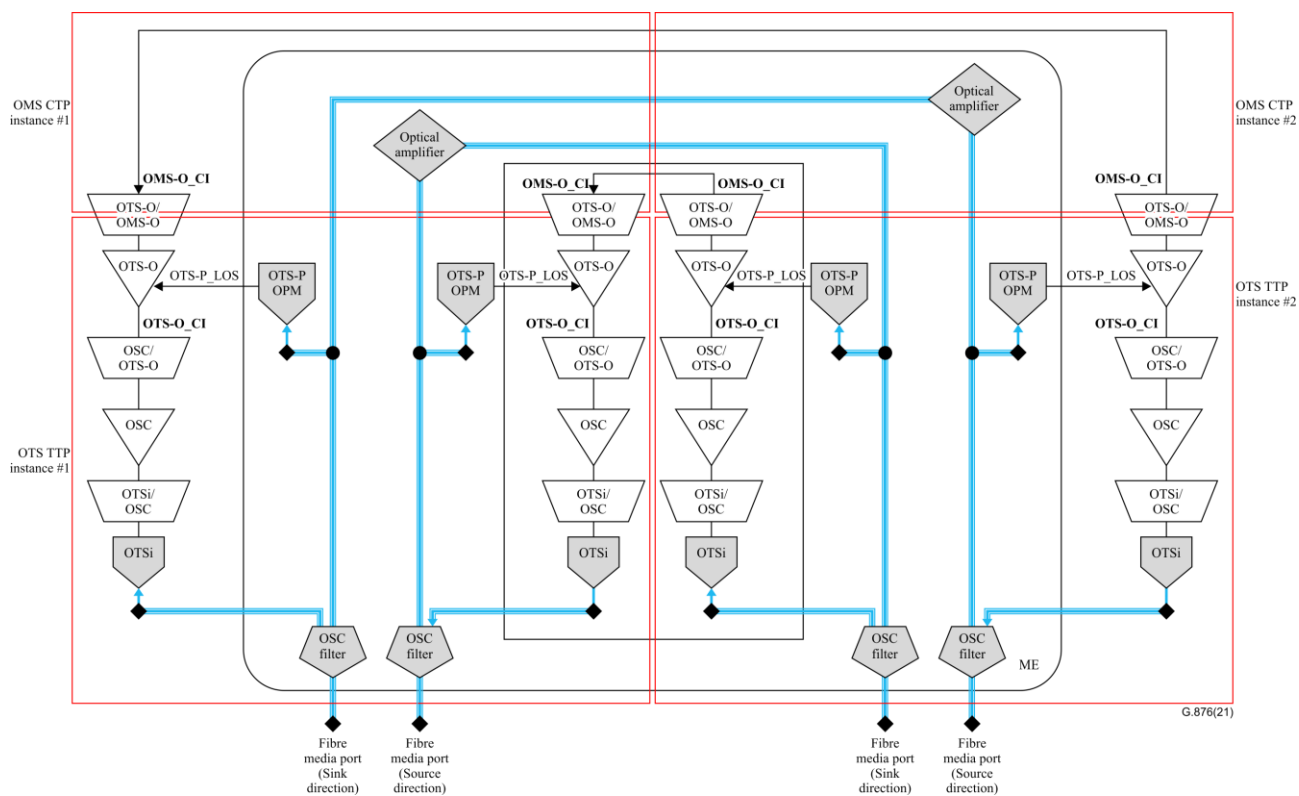 OMS CTP
instance #1
OMS CTP
instance #2
Optical
amplifier
Optical
amplifier
OMS-O_CI
OMS-O_CI
OMS-O_CI
OMS-O_CI
OTS-O/
OMS-O
OTS-O/
OMS-O
OTS-O/
OMS-O
OTS-O/
OMS-O
OTS-O
OTS-P_LOS
OTS-P
OPM
OTS-P
OPM
OTS-P_LOS
OTS-O
OTS-O
OTS-P_LOS
OTS-P
OPM
OTS-P
OPM
OTS-P_LOS
OTS-O
OTS TTP
instance #2
OTS-O_CI
OTS-O_CI
OTS-O_CI
OTS-O_CI
OSC/
OTS-O
OSC/
OTS-O
OSC/
OTS-O
OSC/
OTS-O
OSC
OSC
OSC
OSC
OTS TTP
instance #1
OTSi/
OSC
OTSi/
OSC
OTSi/
OSC
OTSi/
OSC
OTSi
OTSi
OTSi
OTSi
OSC
filter
OSC
filter
OSC
filter
OSC
filter
ME
G.876(21)
Fibre
media port
(Sink
direction)
Fibre
media port
(Source
direction)
Fibre
media port
(Sink
direction)
Fibre
media port
(Source
direction)